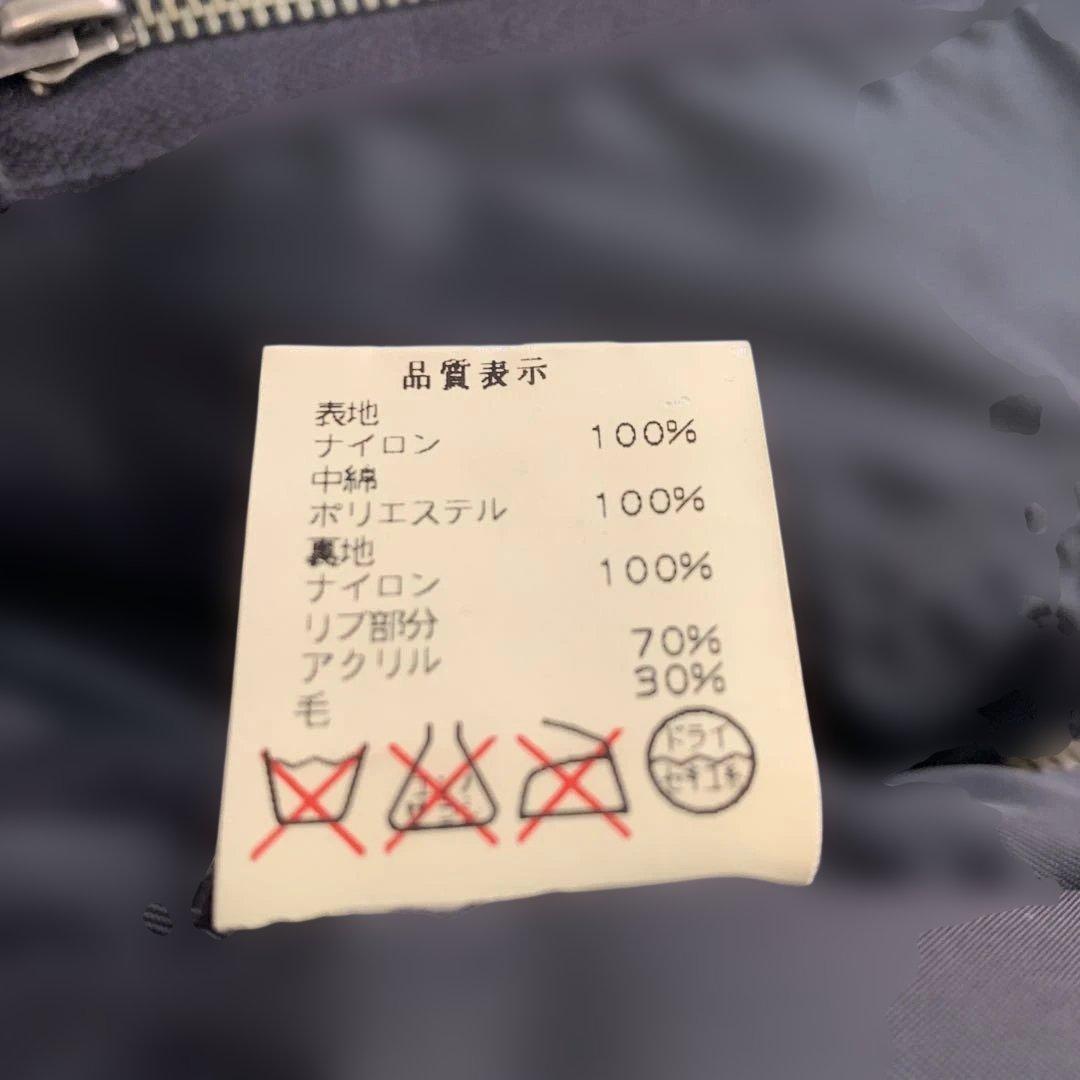 品質表示
表地
ナイロン 100%
中綿
ポリエステル 100%
裏地
ナイロン 100%
リブ部分
アクリル 70%
毛 30%
ドライ
セキユ系